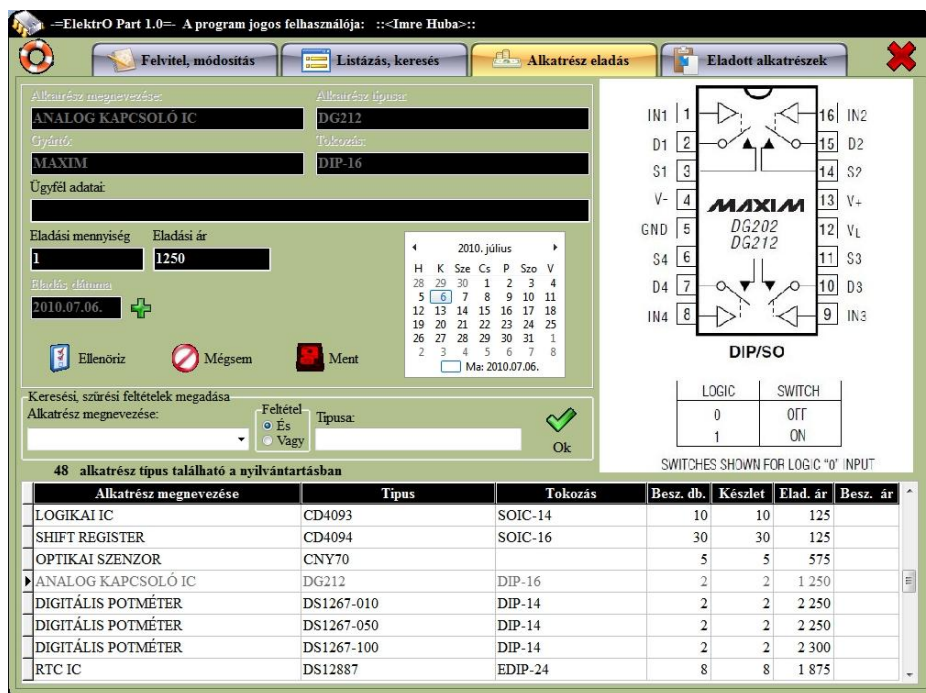 -=ElektrO Part 1.0=- A program jogos felhasználója: ::<Imre Huba>::
Felvitel, módosítás Listázás, keresés Alkatrész eladás Eladott alkatrészek
Alkatrész megnevezése: Alkatrész típusa:
ANALOG KAPCSOLÓ IC DG212
Gyártó: Tokozás:
MAXIM DIP-16
Ügyfél adatai:
Eladási mennyiség Eladási ár
1 1250
Eladás dátuma
2010.07.06.
2010. július
H K Sze Cs P Szo V
28 29 30 1 2 3 4
5 6 7 8 9 10 11
12 13 14 15 16 17 18
19 20 21 22 23 24 25
26 27 28 29 30 31 1
2 3 4 5 6 7 8
Ma: 2010.07.06.
Ellenöriz Mégsem Ment
IN1 1 16 IN2
D1 2 15 D2
S1 3 14 S2
V- 4 13 V+
GND 5 12 VL
S4 6 11 S3
D4 7 10 D3
IN4 8 9 IN3
MAXIM
DG202
DG212
DIP/SO
LOGIC SWITCH
0 OFF
1 ON
SWITCHES SHOWN FOR LOGIC "0" INPUT
Keresési, szürési feltételek megadása
Alkatrész megnevezése: Feltétel Tipusa:
És
Vagy
Ok
48 alkatrész típus található a nyilvántartásban
Alkatrész megnevezése Tipus Tokozás Besz. db. Készlet Elad. ár Besz. ár
LOGIKAI IC CD4093 SOIC-14 10 10 125
SHIFT REGISTER CD4094 SOIC-16 30 30 125
OPTIKAI SZENZOR CNY70 5 5 575
ANALOG KAPCSOLÓ IC DG212 DIP-16 2 2 1 250
DIGITÁLIS POTMÉTER DS1267-010 DIP-14 2 2 2 250
DIGITÁLIS POTMÉTER DS1267-050 DIP-14 2 2 2 250
DIGITÁLIS POTMÉTER DS1267-100 DIP-14 2 2 2 300
RTC IC DS12887 EDIP-24 8 8 1 875